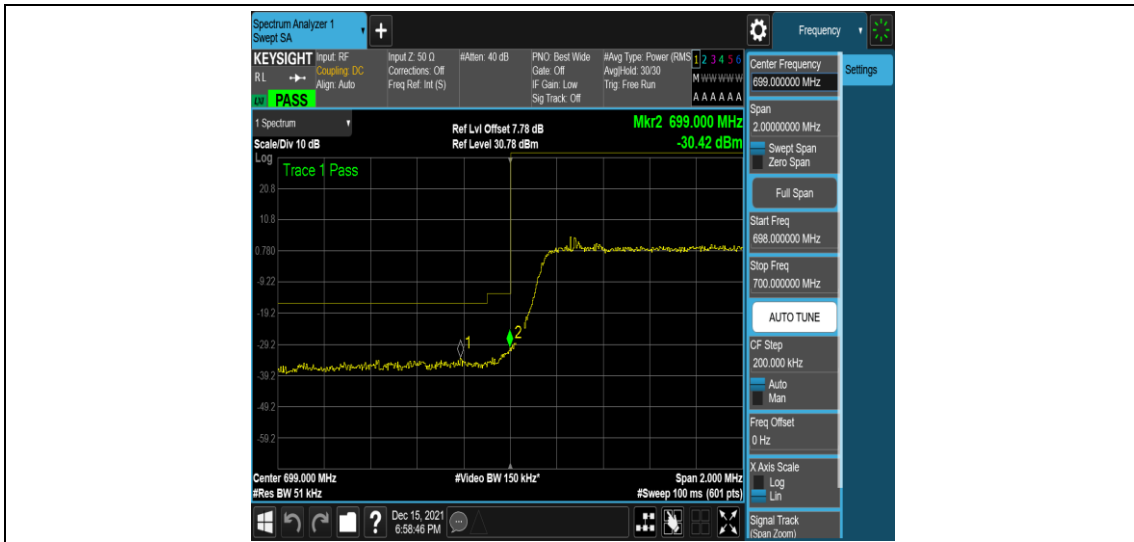 Spectrum Analyzer 1
Swept SA
Frequency
KEYSIGHT
RL
PASS
Input: RF
Coupling: DC
Align: Auto
Input Z: 50 Ω
Corrections: Off
Freq Ref: Int (S)
#Atten: 40 dB
PNO: Best Wide
Gate: Off
IF Gain: Low
Sig Track: Off
#Avg Type: Power (RMS
Avg|Hold: 30/30
Trig: Free Run
1 2 3 4 5 6
M W W W W W
A A A A A A
1 Spectrum
Scale/Div 10 dB
Ref Lvl Offset 7.78 dB
Ref Level 30.78 dBm
Mkr2 699.000 MHz
-30.42 dBm
Log
Trace 1 Pass
20.8
10.8
0.780
-9.22
-19.2
-29.2
-39.2
-49.2
-59.2
1
2
Center 699.000 MHz
#Res BW 51 kHz
#Video BW 150 kHz*
Span 2.000 MHz
#Sweep 100 ms (601 pts)
Center Frequency
699.000000 MHz
Settings
Span
2.00000000 MHz
Swept Span
Zero Span
Full Span
Start Freq
698.000000 MHz
Stop Freq
700.000000 MHz
AUTO TUNE
CF Step
200.000 kHz
Auto
Man
Freq Offset
0 Hz
X Axis Scale
Log
Lin
Signal Track
(Span Zoom)
?
Dec 15, 2021
6:58:46 PM